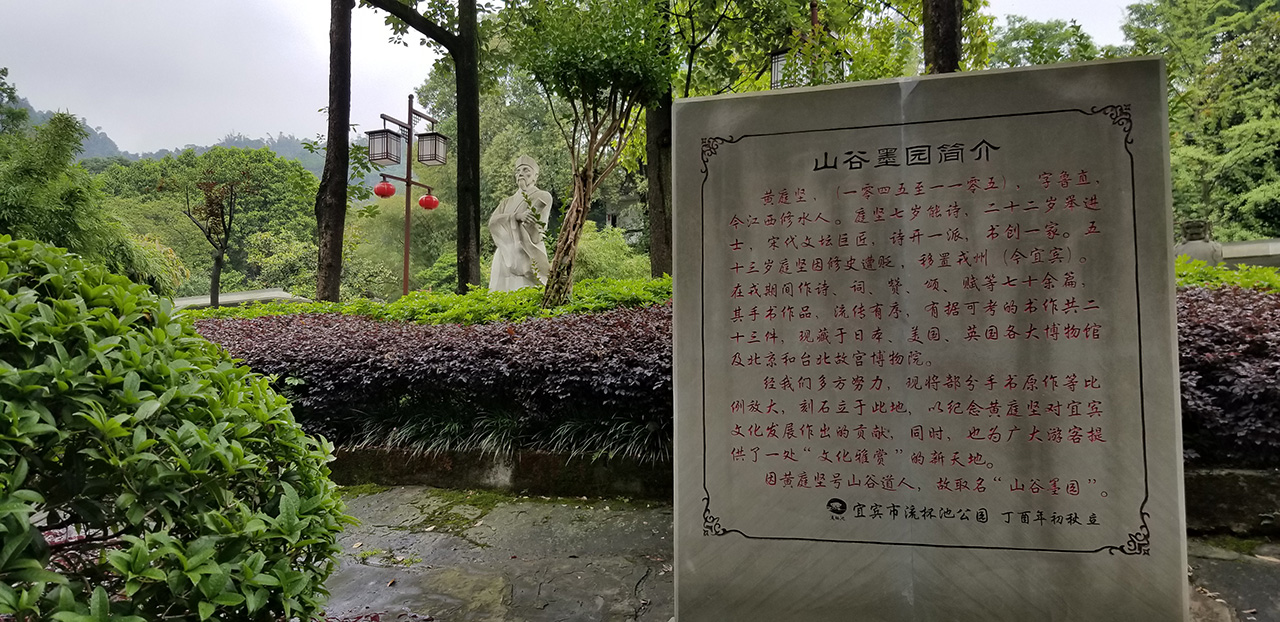 山谷墨园简介
黄庭坚，（一零四五至一一零五），字鲁直，
今江西修水人。庭坚七岁能诗，二十二岁举进
士，宋代文坛巨匠，诗开一派，书创一家。五
十三岁庭坚因修史遭贬，移置戎州（今宜宾）。
在戎期间作诗、词、赞、颂、赋等七十余篇，
其手书作品、流传有序，有据可考的书作共二
十三件，现藏于日本、美国、英国各大博物馆
及北京和台北故宫博物院。
经我们多方努力，现将部分手书原作等比
例放大，刻石立于此地，以纪念黄庭坚对宜宾
文化发展作出的贡献，同时、也为广大游客提
供了一处“文化雅赏”的新天地。
因黄庭坚号山谷道人，故取名“山谷墨园”。
宜宾市流杯池公园 丁酉年初秋 立